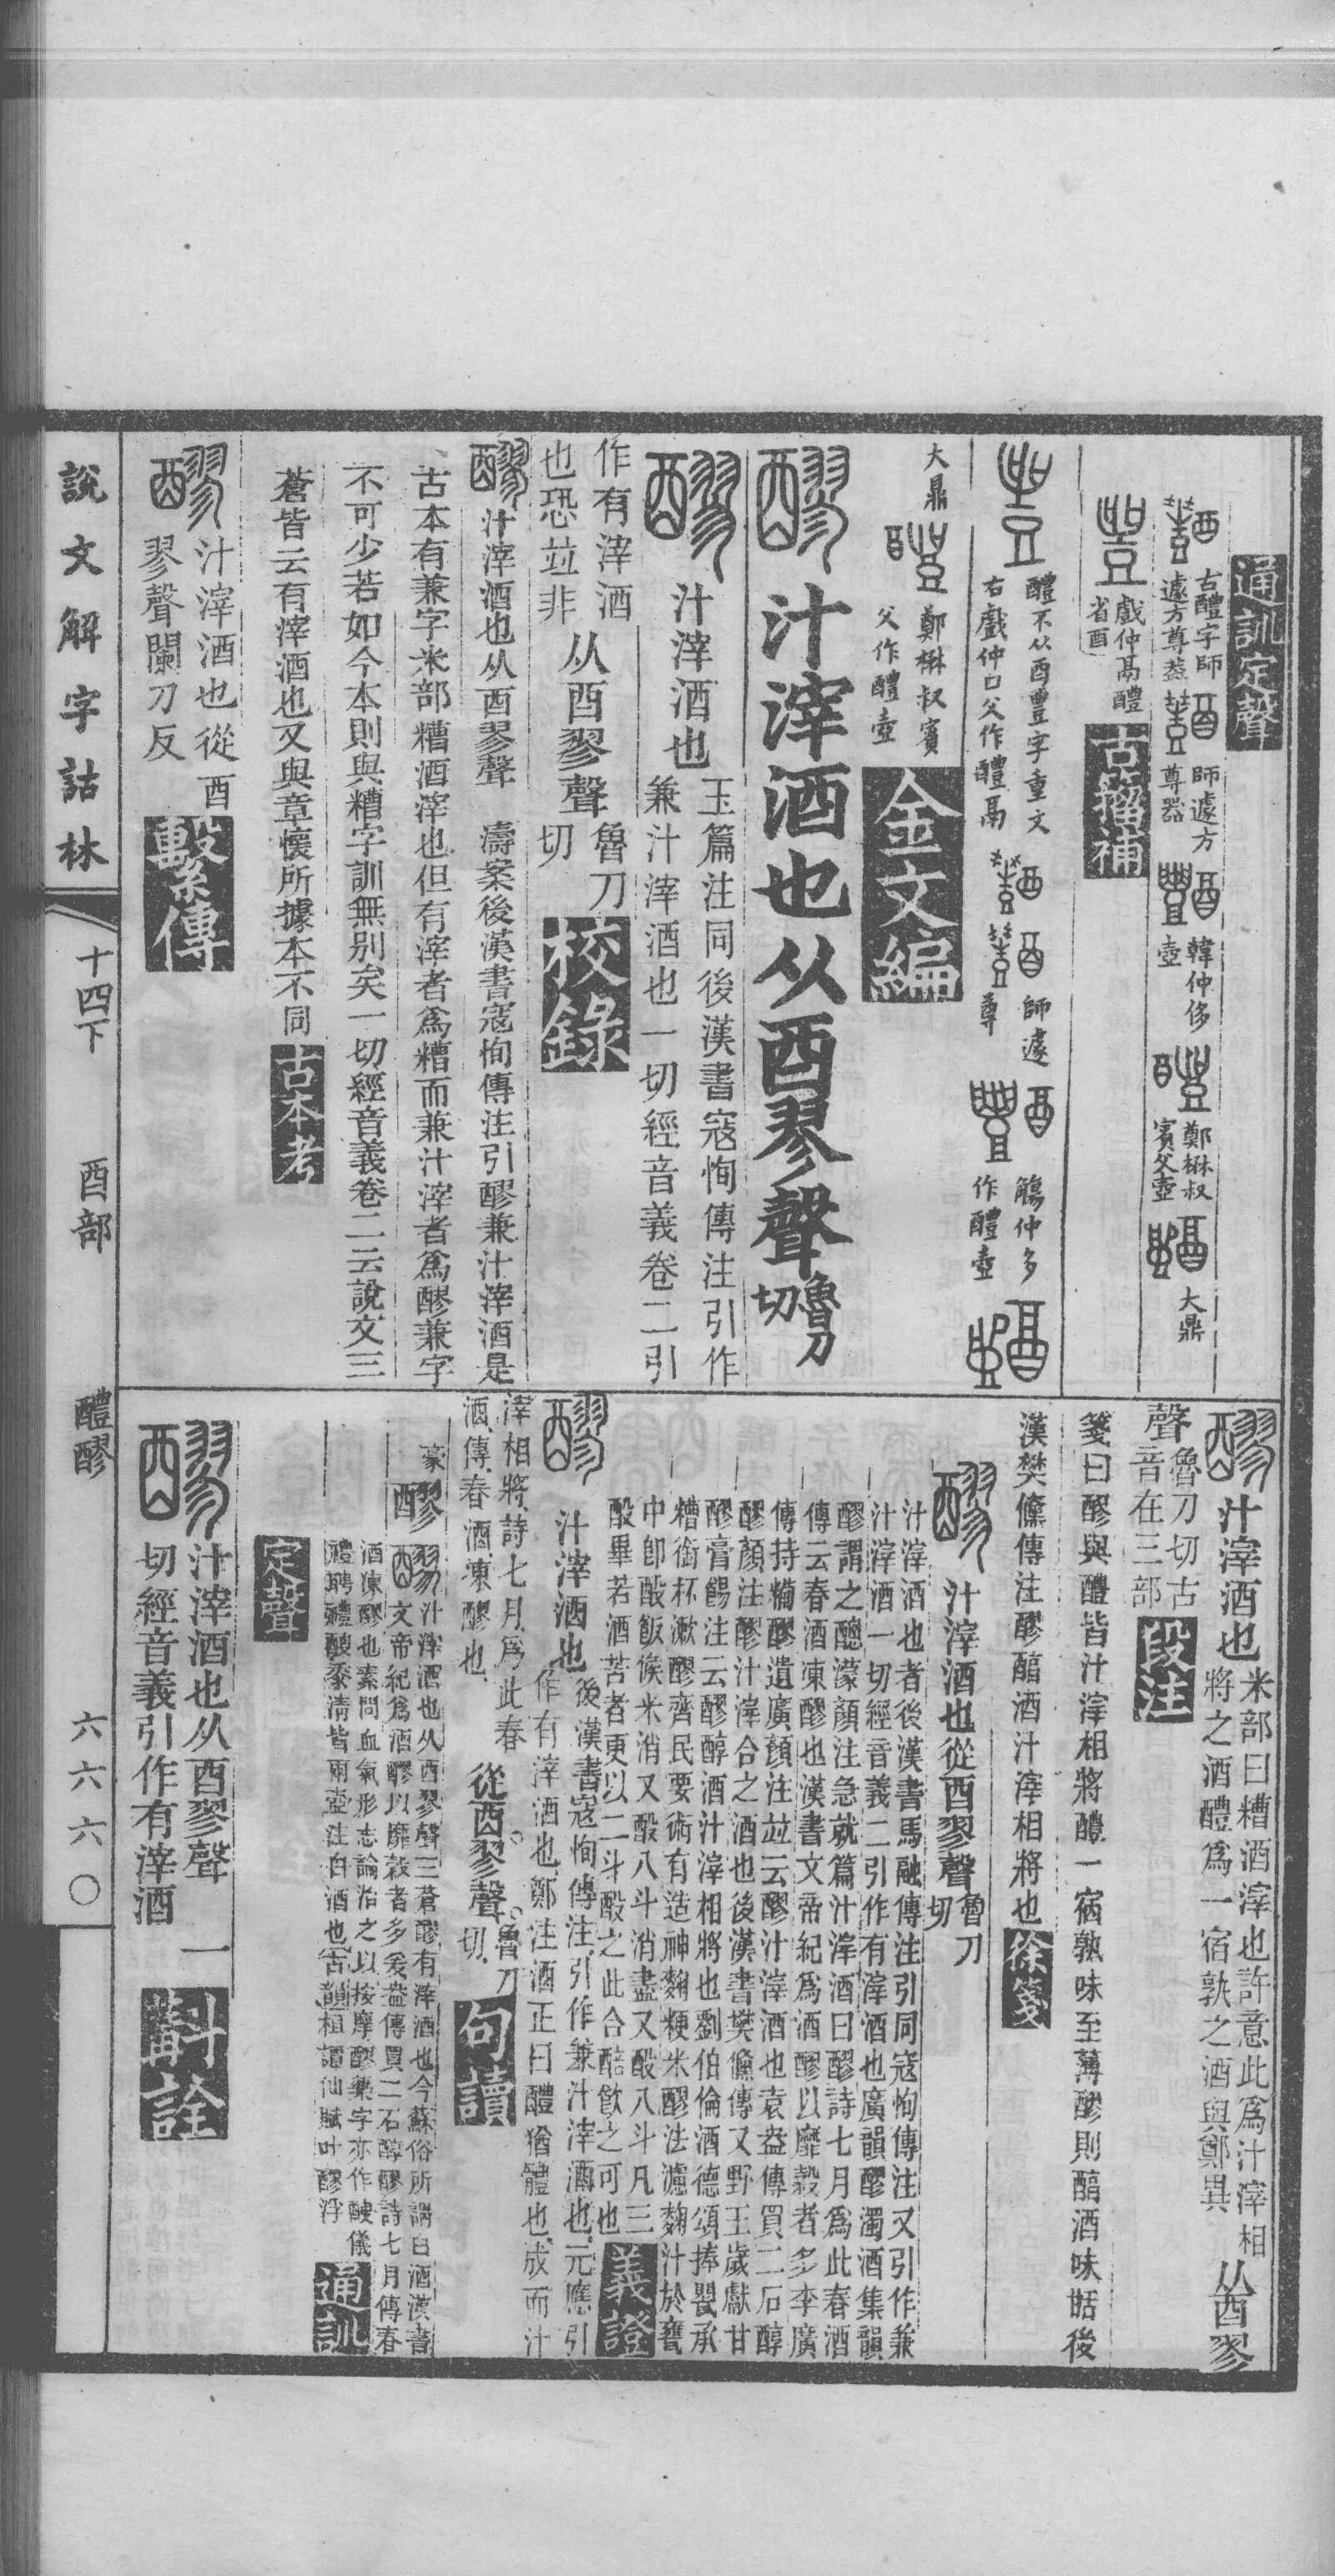 通訓定聲
古醴字師遽方尊葢
師遽方尊器
韓仲侈壺
鄭楙叔賓父壺
大鼎
戲仲鬲醴省酉
古籀補
醴不从酉豊字重文
右戲仲口父作醴鬲
師遽尊
觴仲多作醴壺
大鼎
鄭楙叔賓父作醴壺
金文編
醪汁滓酒也从酉翏聲魯刀切
醪汁滓酒也玉篇注同後漢書寇恂傳注引作
兼汁滓酒也一切經音義卷二引
作有滓酒
也恐竝非从酉翏聲魯刀切校錄
醪汁滓酒也从酉翏聲 濤案後漢書寇恂傳注引醪兼汁滓酒是
古本有兼字米部糟酒滓也但有滓者爲糟而兼汁滓者爲醪兼字
不可少若如今本則與糟字訓無别矣一切經音義卷二云說文三
蒼皆云有滓酒也又與章懷所據本不同古本考
醪汁滓酒也從酉
翏聲闌刀反繫傳
說文解字詁林
十四下
酉部
醴醪
六六六〇
醪汁滓酒也米部曰糟酒滓也許意此爲汁滓相
將之酒醴爲一宿孰之酒與鄭異从酉翏
聲魯刀切古音在三部段注
箋曰醪與醴皆汁滓相將醴一宿孰味至薄醪則醇酒味甛後
漢樊儵傳注醪醇酒汁滓相將也徐箋
醪汁滓酒也從酉翏聲魯刀切
汁滓酒也者後漢書馬融傳注引同寇恂傳注又引作兼
汁滓酒一切經音義二引作有滓酒也廣韻醪濁酒集韻
醪謂之醲濛顏注急就篇汁滓酒曰醪詩七月爲此春酒
傳云春酒凍醪也漢書文帝紀爲酒醪以靡穀者多李廣
傳持糒醪遺廣顏注竝云醪汁滓酒也袁盎傳買二石醇
醪顏注醪汁滓合之酒也後漢書樊儵傳又野王歲獻甘
醪膏餳注云醪醇酒汁滓相將也劉伯倫酒德頌捧罌承
糟銜杯漱醪齊民要術有造神麴粳米醪法漉麴汁於甕
中卽酘飯候米消又酘八斗消盡又酘八斗凡三
酘畢若酒苦者更以二斗酘之此合醅飮之可也義證
醪汁滓酒也後漢書寇恂傳注引作兼汁滓酒也元應引
作有滓酒也鄭注酒正曰醴猶體也成而汁
滓相將詩七月爲此春
酒傳春酒凍醪也從酉翏聲魯刀切句讀
豪醪汁滓酒也从酉翏聲三蒼醪有滓酒也今蘇俗所謂白酒漢書
文帝紀爲酒醪以靡穀者多爰盎傳買二石醇醪詩七月傳春
酒凍醪也素問血氣形志論治之以按摩醪藥字亦作醙儀
禮聘禮醙黍淸皆兩壺注白酒也古韻桓譚仙賦叶醪浮通訓
定聲
醪汁滓酒也从酉翏聲 一
切經音義引作有滓酒斠詮